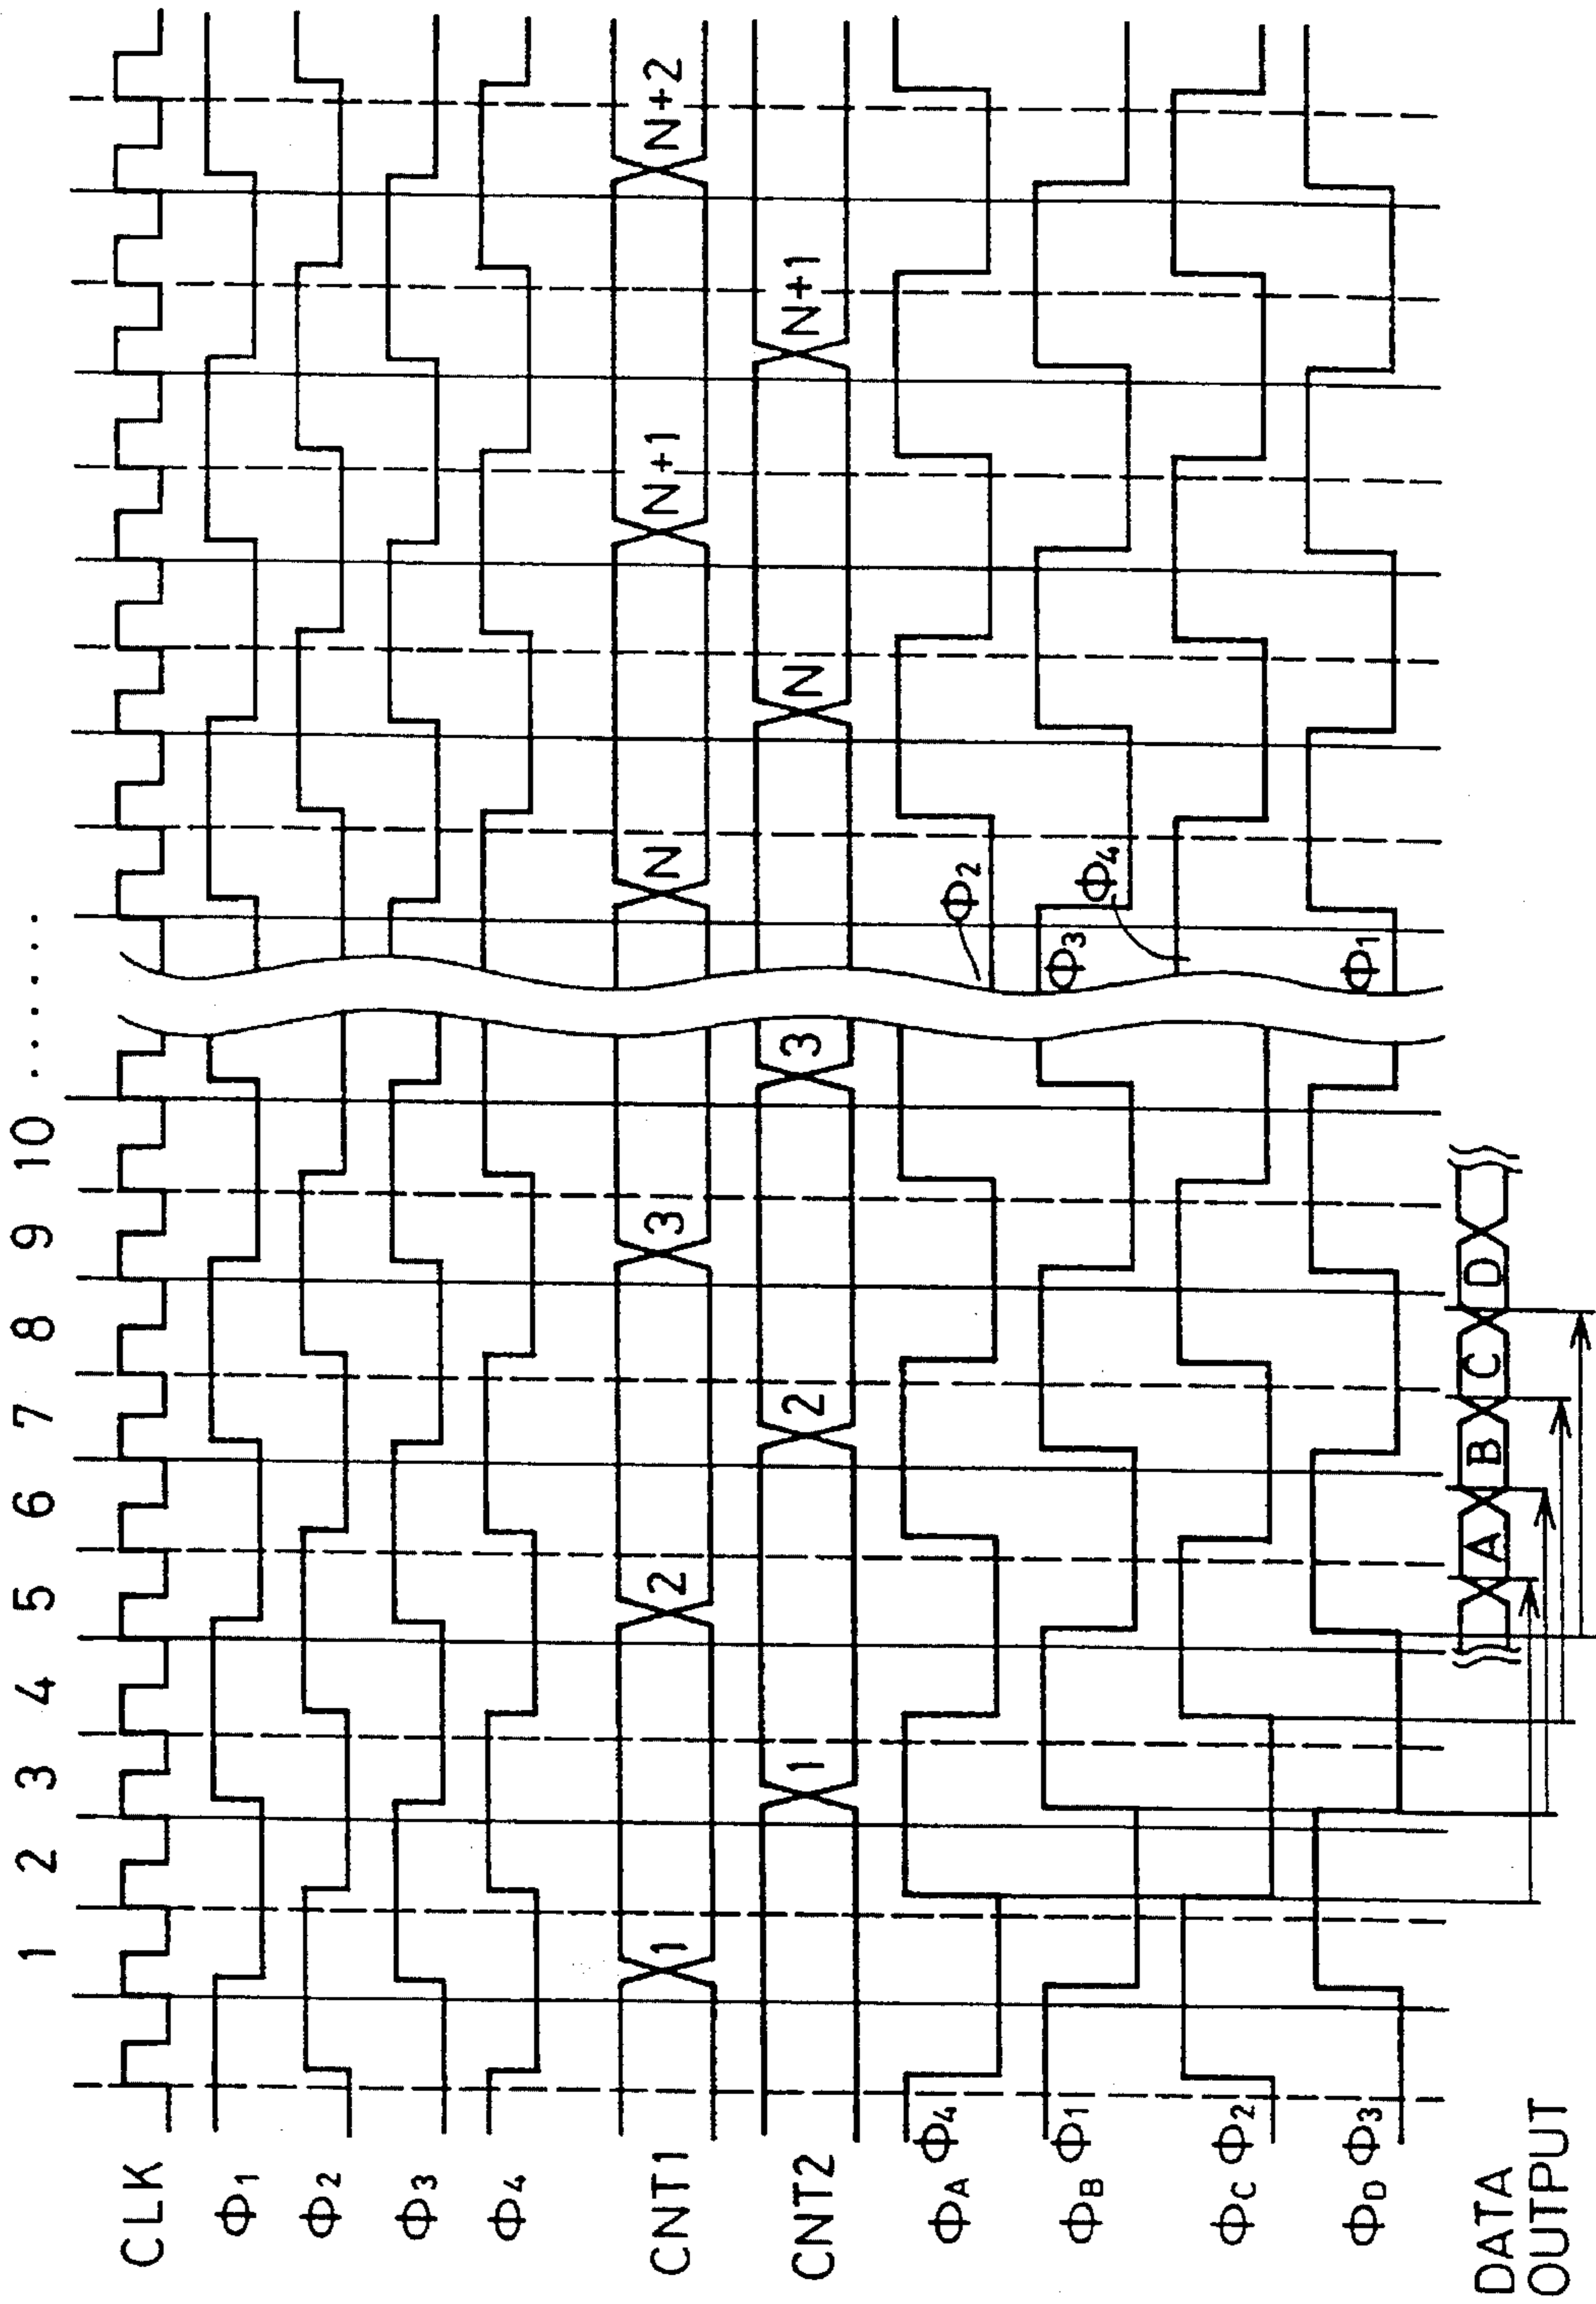 1 2 3 4 5 6 7 8 9 10 ......
CLK
Φ1
Φ2
Φ3
Φ4
CNT1 1 2 3 N N+1 N+2
CNT2 1 2 3 N N+1
ΦA Φ4 Φ2
ΦB Φ1 Φ3
ΦC Φ2 Φ4
ΦD Φ3 Φ1
DATA
OUTPUT A B C D